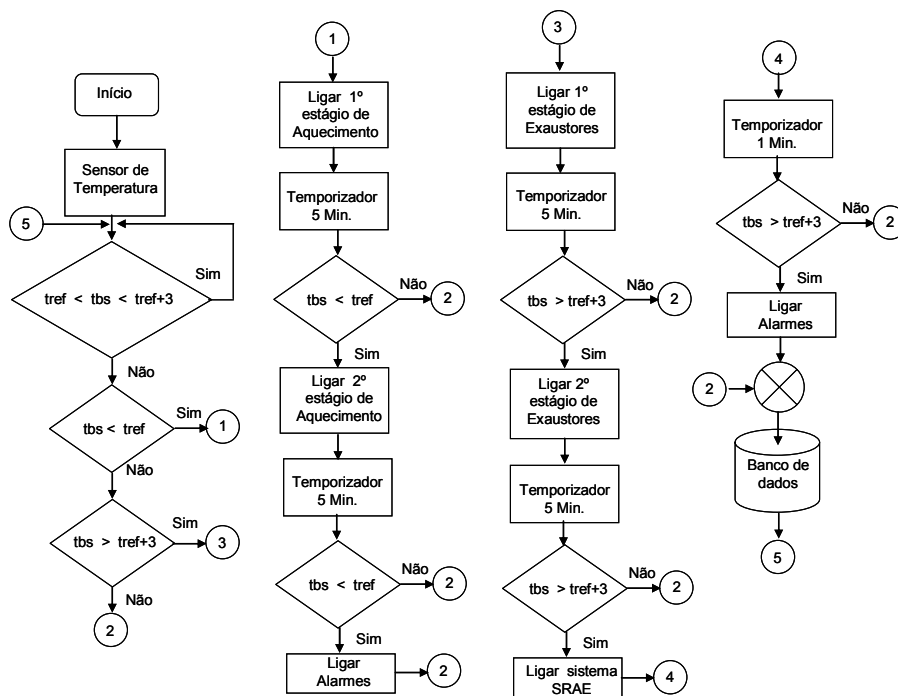 Início
Sensor de
Temperatura
5
Sim
tref < tbs < tref+3
Não
tbs < tref
Sim
1
Não
tbs > tref+3
Sim
3
Não
2
1
Ligar 1º
estágio de
Aquecimento
Temporizador
5 Min.
tbs < tref
Não
2
Sim
Ligar 2º
estágio de
Aquecimento
Temporizador
5 Min.
tbs < tref
Não
2
Sim
Ligar
Alarmes
2
3
Ligar 1º
estágio de
Exaustores
Temporizador
5 Min.
tbs > tref+3
Não
2
Sim
Ligar 2º
estágio de
Exaustores
Temporizador
5 Min.
tbs > tref+3
Não
2
Sim
Ligar sistema
SRAE
4
4
Temporizador
1 Min.
tbs > tref+3
Não
2
Sim
Ligar
Alarmes
2
Banco de
dados
5